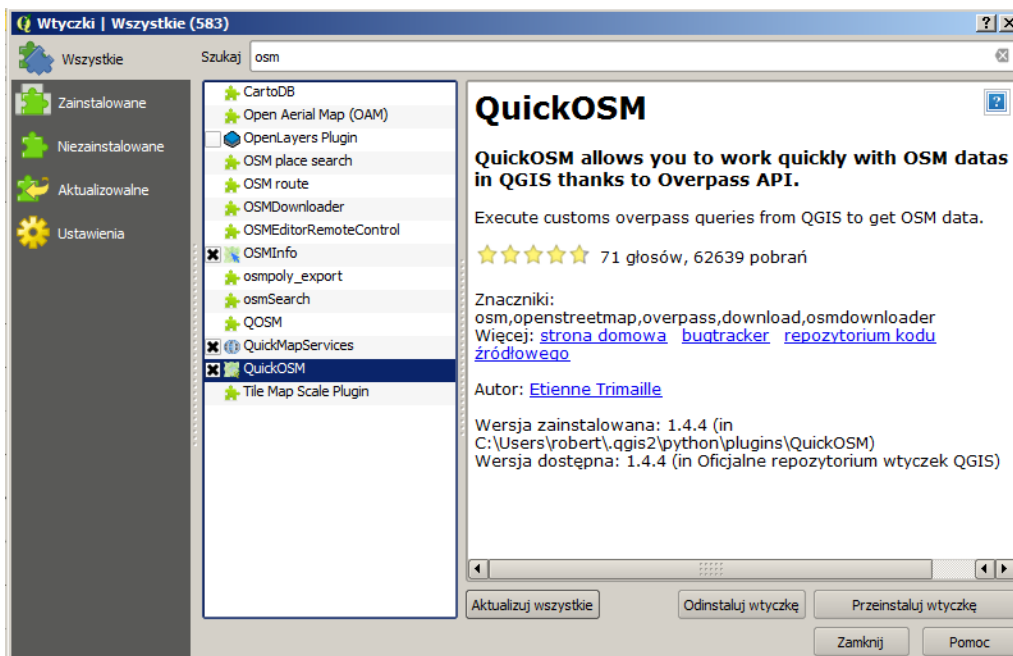 Wtyczki | Wszystkie (583)
Wszystkie
Zainstalowane
Niezainstalowane
Aktualizowalne
Ustawienia
Szukaj osm
CartoDB
Open Aerial Map (OAM)
OpenLayers Plugin
OSM place search
OSM route
OSMDownloader
OSMEditorRemoteControl
OSMInfo
osmpoly_export
osmSearch
QOSM
QuickMapServices
QuickOSM
Tile Map Scale Plugin
QuickOSM
QuickOSM allows you to work quickly with OSM datas
in QGIS thanks to Overpass API.
Execute customs overpass queries from QGIS to get OSM data.
71 głosów, 62639 pobrań
Znaczniki:
osm,openstreetmap,overpass,download,osmdownloader
Więcej: strona domowa bugtracker repozytorium kodu
źródłowego
Autor: Etienne Trimaille
Wersja zainstalowana: 1.4.4 (in
C:\Users\robert\.qgis2\python\plugins\QuickOSM)
Wersja dostępna: 1.4.4 (in Oficjalne repozytorium wtyczek QGIS)
Aktualizuj wszystkie
Odinstaluj wtyczkę
Przeinstaluj wtyczkę
Zamknij
Pomoc